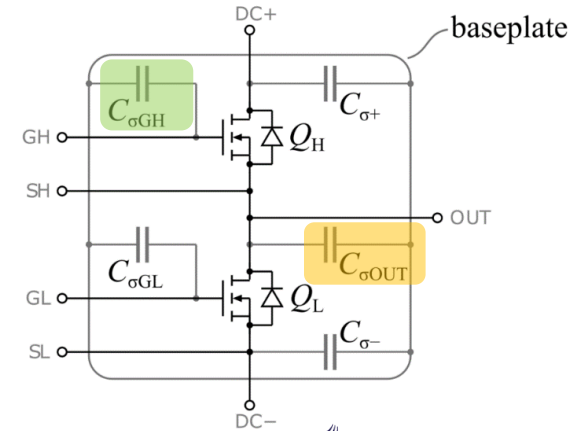 DC+
baseplate
CσGH
Cσ+
GH
QH
SH
OUT
CσGL
CσOUT
GL
QL
SL
Cσ−
DC−